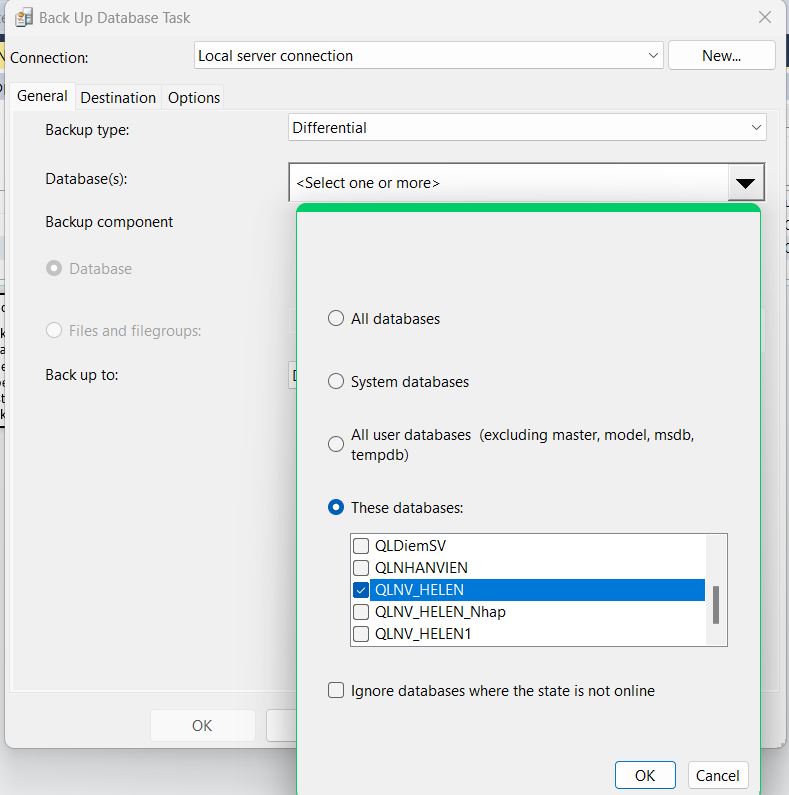 Back Up Database Task
Connection:
Local server connection
New...
General
Destination
Options
Backup type:
Differential
Database(s):
<Select one or more>
Backup component
Database
Files and filegroups:
Back up to:
All databases
System databases
All user databases (excluding master, model, msdb,
tempdb)
These databases:
QLDiemSV
QLNHANVIEN
QLNV_HELEN
QLNV_HELEN_Nhap
QLNV_HELEN1
Ignore databases where the state is not online
OK
OK
Cancel